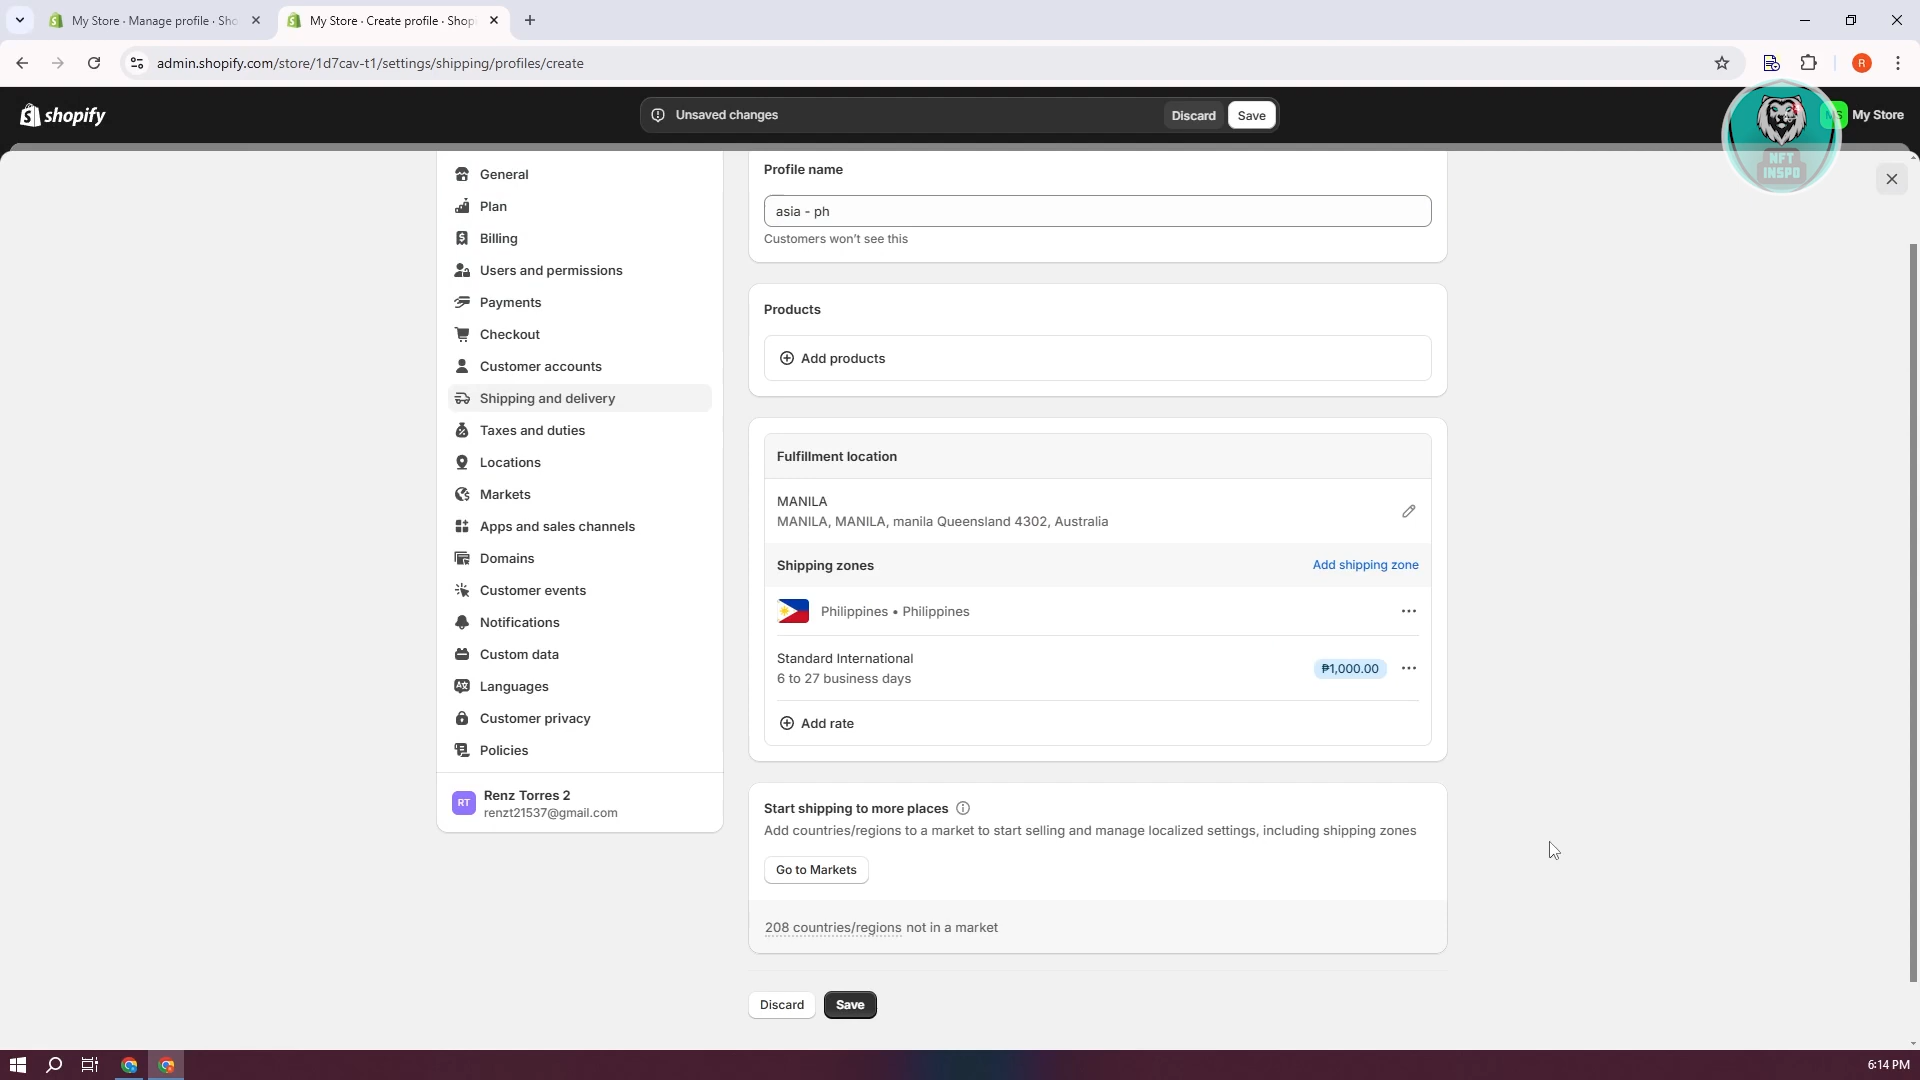 My Store · Manage profile · Sho
My Store · Create profile · Shop
admin.shopify.com/store/1d7cav-t1/settings/shipping/profiles/create
R
shopify
Unsaved changes
Discard
Save
My Store
NFT
INSPO
General
Plan
Billing
Users and permissions
Payments
Checkout
Customer accounts
Shipping and delivery
Taxes and duties
Locations
Markets
Apps and sales channels
Domains
Customer events
Notifications
Custom data
Languages
Customer privacy
Policies
RT
Renz Torres 2
renzt21537@gmail.com
Profile name
asia - ph
Customers won't see this
Products
Add products
Fulfillment location
MANILA
MANILA, MANILA, manila Queensland 4302, Australia
Shipping zones
Add shipping zone
Philippines • Philippines
Standard International
₱1,000.00
6 to 27 business days
Add rate
Start shipping to more places
Add countries/regions to a market to start selling and manage localized settings, including shipping zones
Go to Markets
208 countries/regions not in a market
Discard
Save
6:14 PM